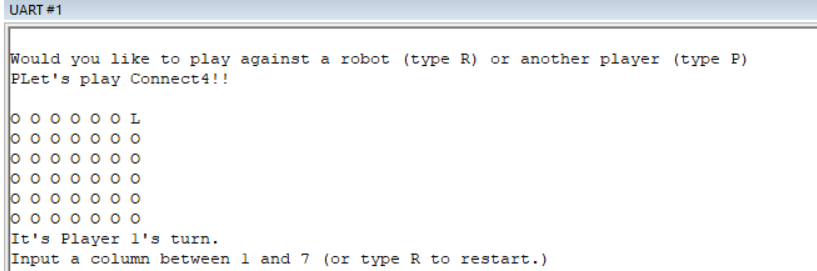 UART #1
Would you like to play against a robot (type R) or another player (type P)
PLet's play Connect4!!
O O O O O O L
O O O O O O O
O O O O O O O
O O O O O O O
O O O O O O O
O O O O O O O
It's Player 1's turn.
Input a column between 1 and 7 (or type R to restart.)